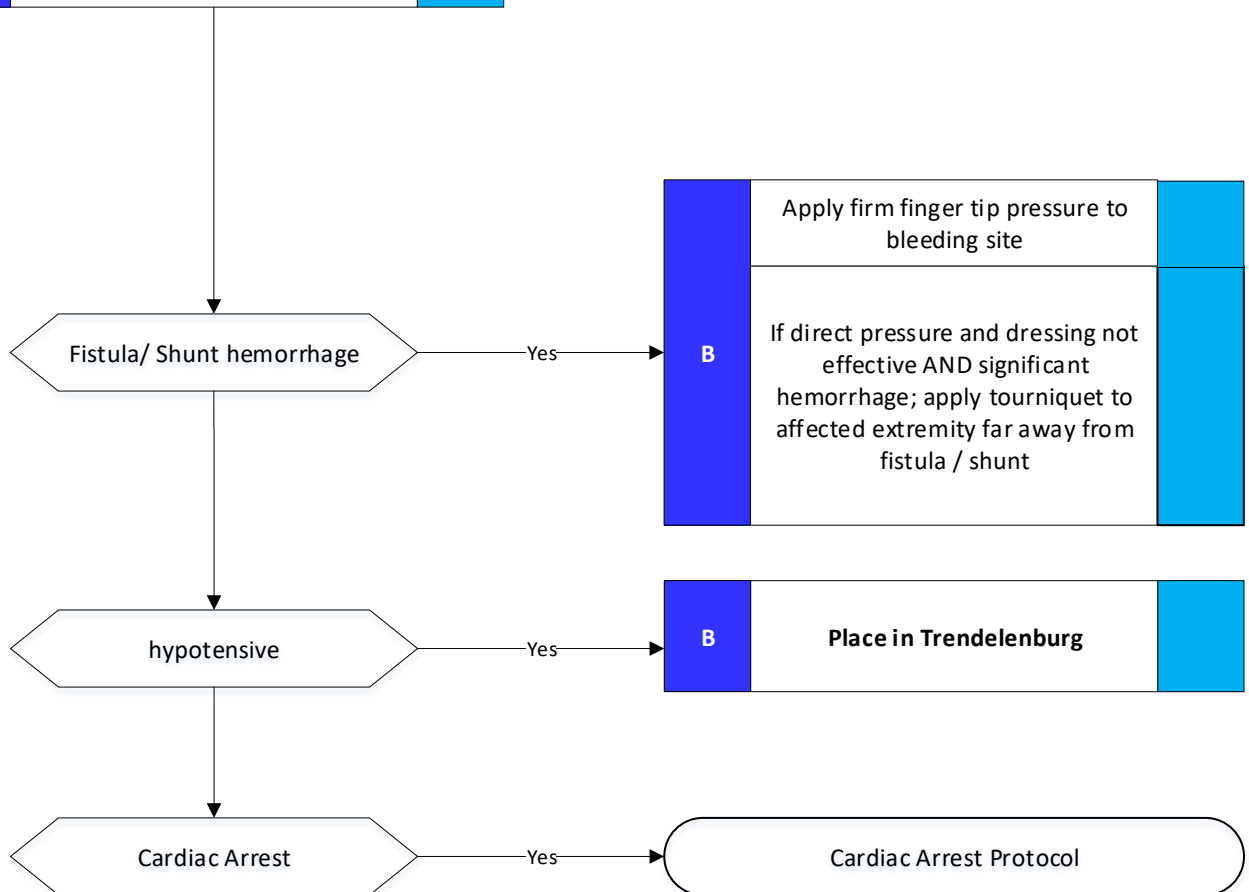 Apply firm finger tip pressure to
bleeding site
Fistula/ Shunt hemorrhage
Yes
B
If direct pressure and dressing not
effective AND significant
hemorrhage; apply tourniquet to
affected extremity far away from
fistula / shunt
hypotensive
Yes
B
Place in Trendelenburg
Cardiac Arrest
Yes
Cardiac Arrest Protocol